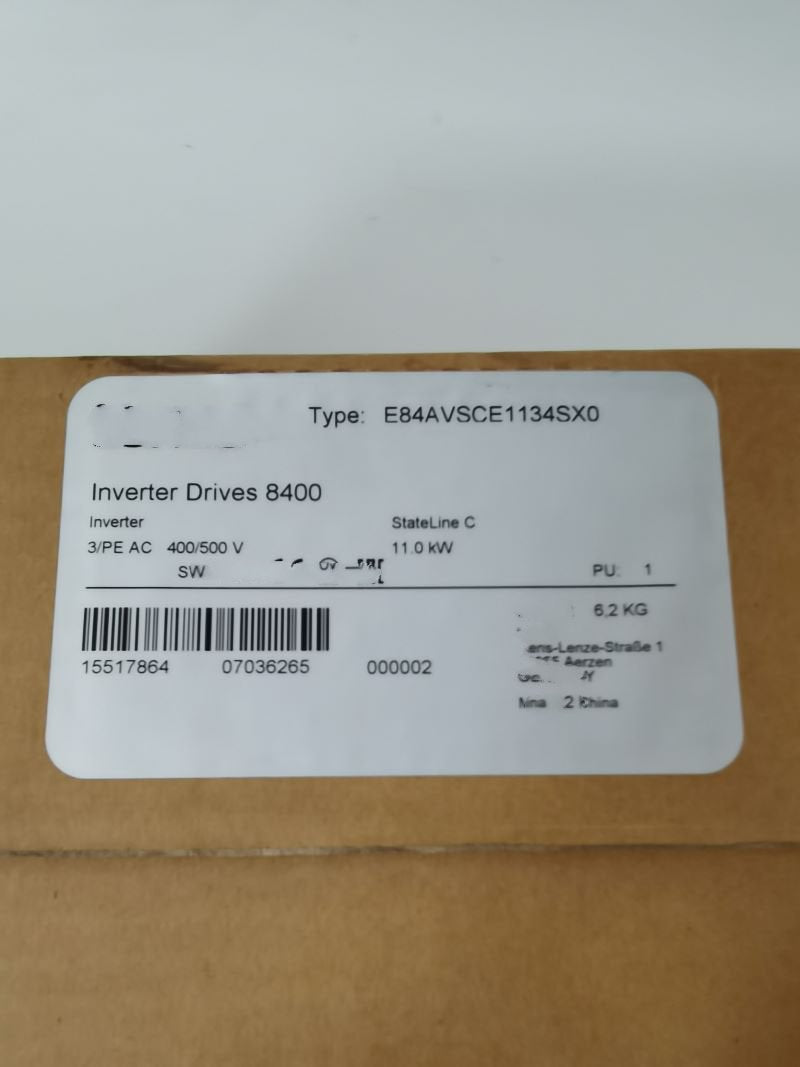 Type: E84AVSCE1134SX0
Inverter Drives 8400
Inverter StateLine C
3/PE AC 400/500 V 11.0 kW
SW PU: 1
6,2 KG
15517864 07036265 000002
Aerzen
2 China